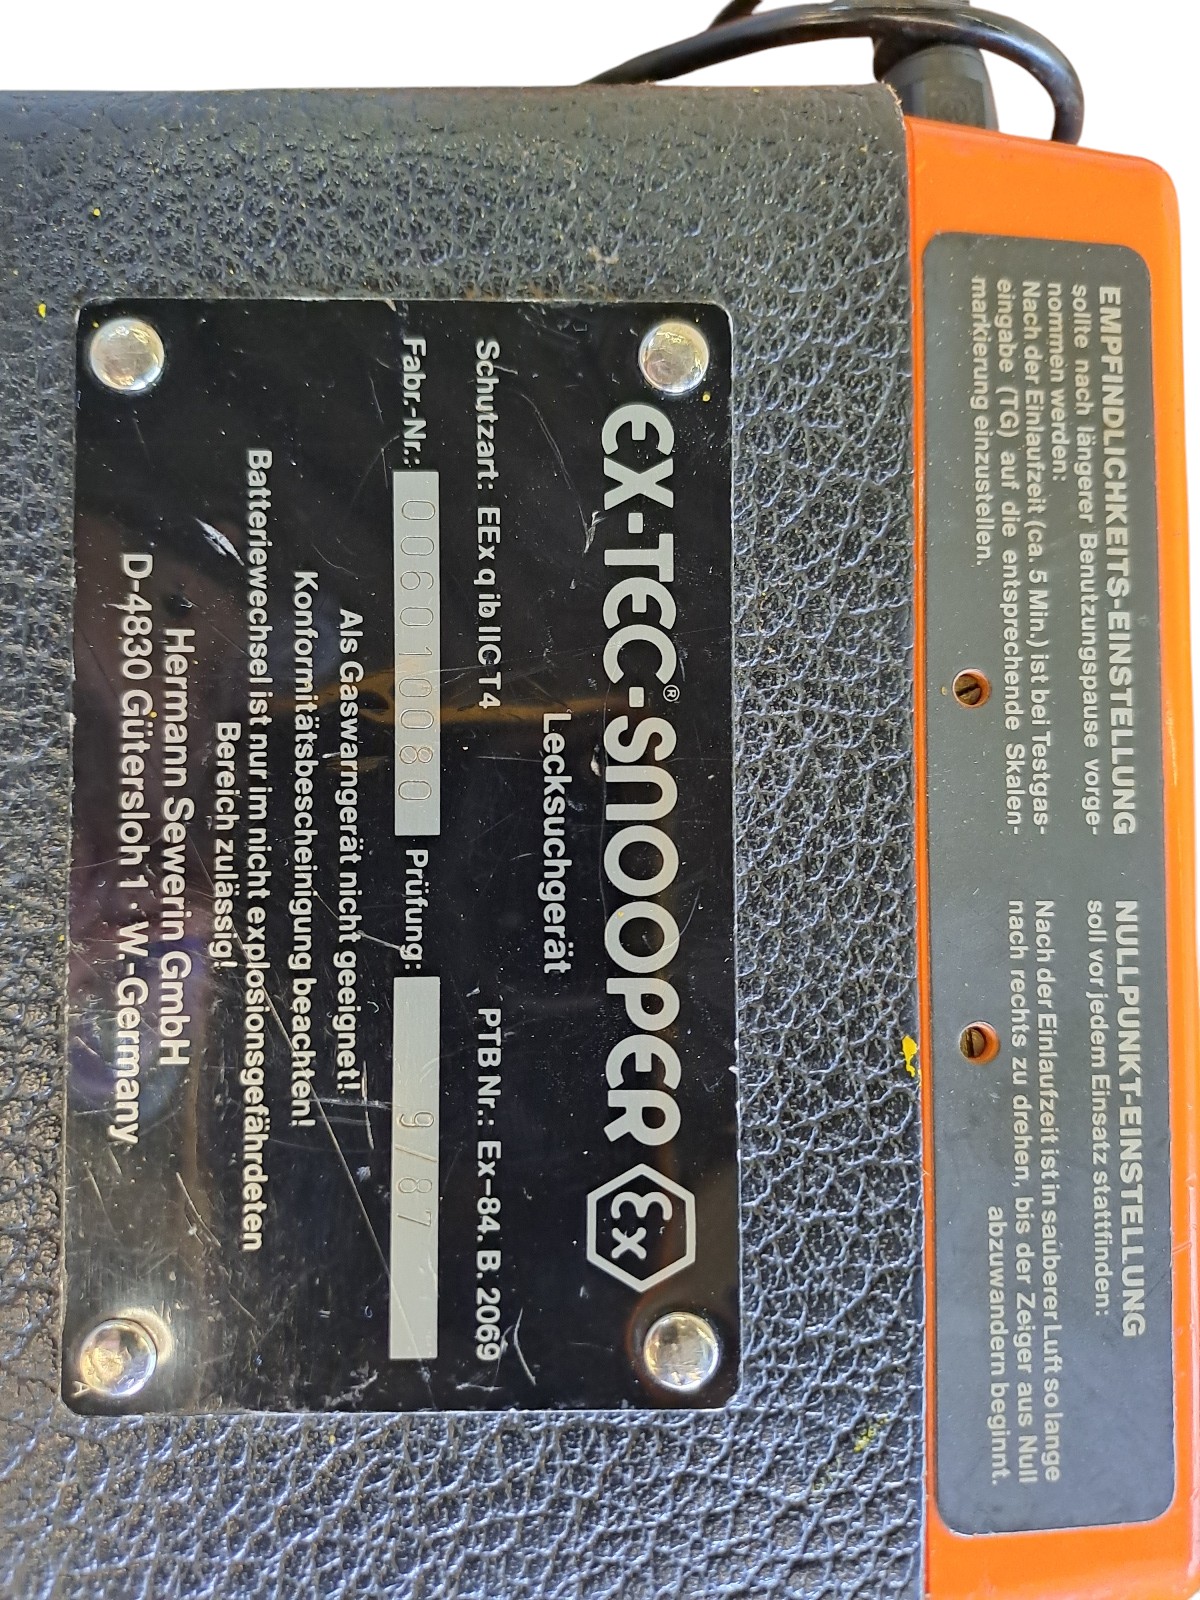 EMPFINDLICHKEITS-EINSTELLUNG
sollte nach längerer Benutzungspause vorge-
nommen werden:
Nach der Einlaufzeit (ca. 5 Min.) ist bei Testgas-
eingabe (TG) auf die entsprechende Skalen-
markierung einzustellen.
NULLPUNKT-EINSTELLUNG
soll vor jedem Einsatz stattfinden:
Nach der Einlaufzeit ist in sauberer Luft so lange
nach rechts zu drehen, bis der Zeiger aus Null
abzuwandern beginnt.
EX-TEC-SNOOPER® Ex
Lecksuchgerät
Schutzart: EEx q ib IIC T4 PTB Nr.: Ex-84. B. 2069
Fabr.-Nr.: 00601 0080 Prüfung: 9/87
Als Gaswarngerät nicht geeignet!
Konformitätsbescheinigung beachten!
Batteriewechsel ist nur im nicht explosionsgefährdeten
Bereich zulässig!
Hermann Sewerin GmbH
D-4830 Gütersloh 1 · W.-Germany
A